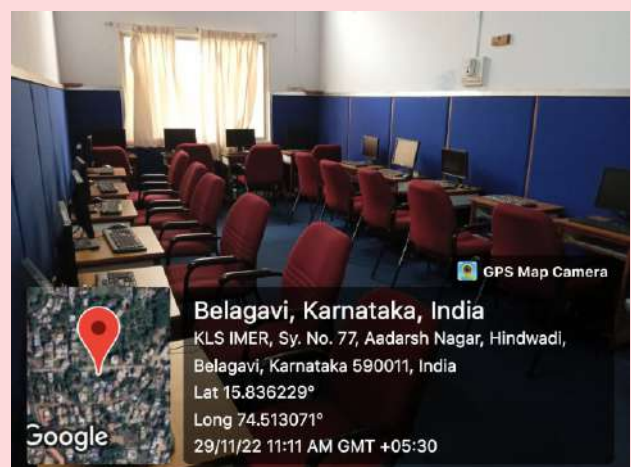 GPS Map Camera
Belagavi, Karnataka, India
KLS IMER, Sy. No. 77, Aadarsh Nagar, Hindwadi,
Belagavi, Karnataka 590011, India
Lat 15.836229°
Long 74.513071°
29/11/22 11:11 AM GMT +05:30
Google